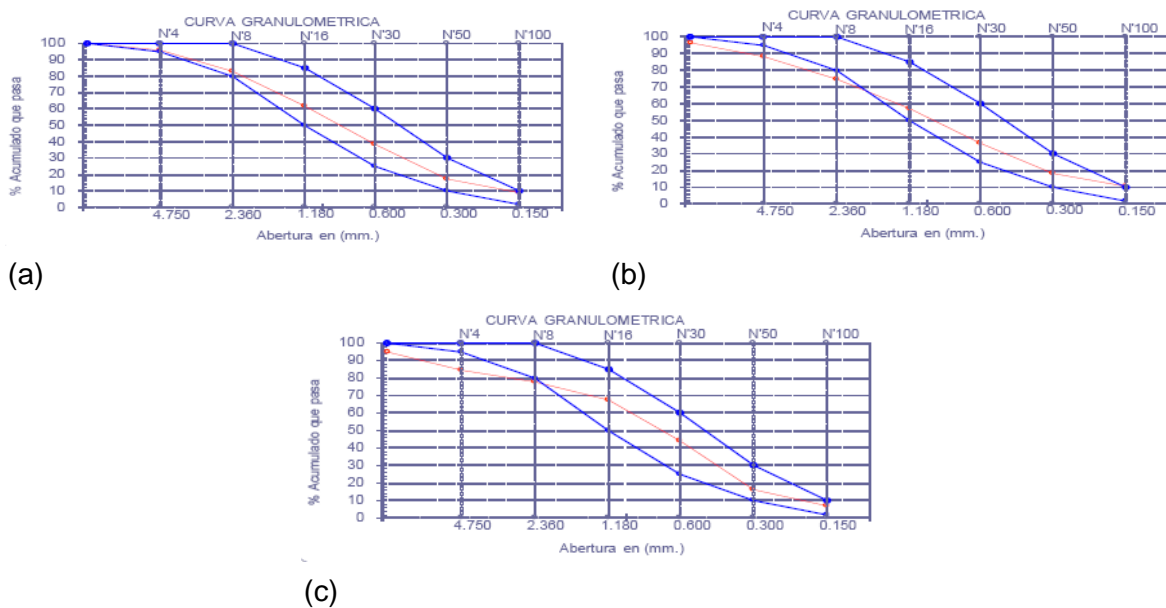 CURVA GRANULOMETRICA
N'4 N'8 N'16 N'30 N'50 N'100
100
90
80
70
60
50
40
30
20
10
0
% Acumulado que pasa
4.750 2.360 1.180 0.600 0.300 0.150
Abertura en (mm.)
(a)
CURVA GRANULOMETRICA
N'4 N'8 N'16 N'30 N'50 N'100
100
90
80
70
60
50
40
30
20
10
0
% Acumulado que pasa
4.750 2.360 1.180 0.600 0.300 0.150
Abertura en (mm.)
(b)
CURVA GRANULOMETRICA
N'4 N'8 N'16 N'30 N'50 N'100
100
90
80
70
60
50
40
30
20
10
0
% Acumulado que pasa
4.750 2.360 1.180 0.600 0.300 0.150
Abertura en (mm.)
(c)